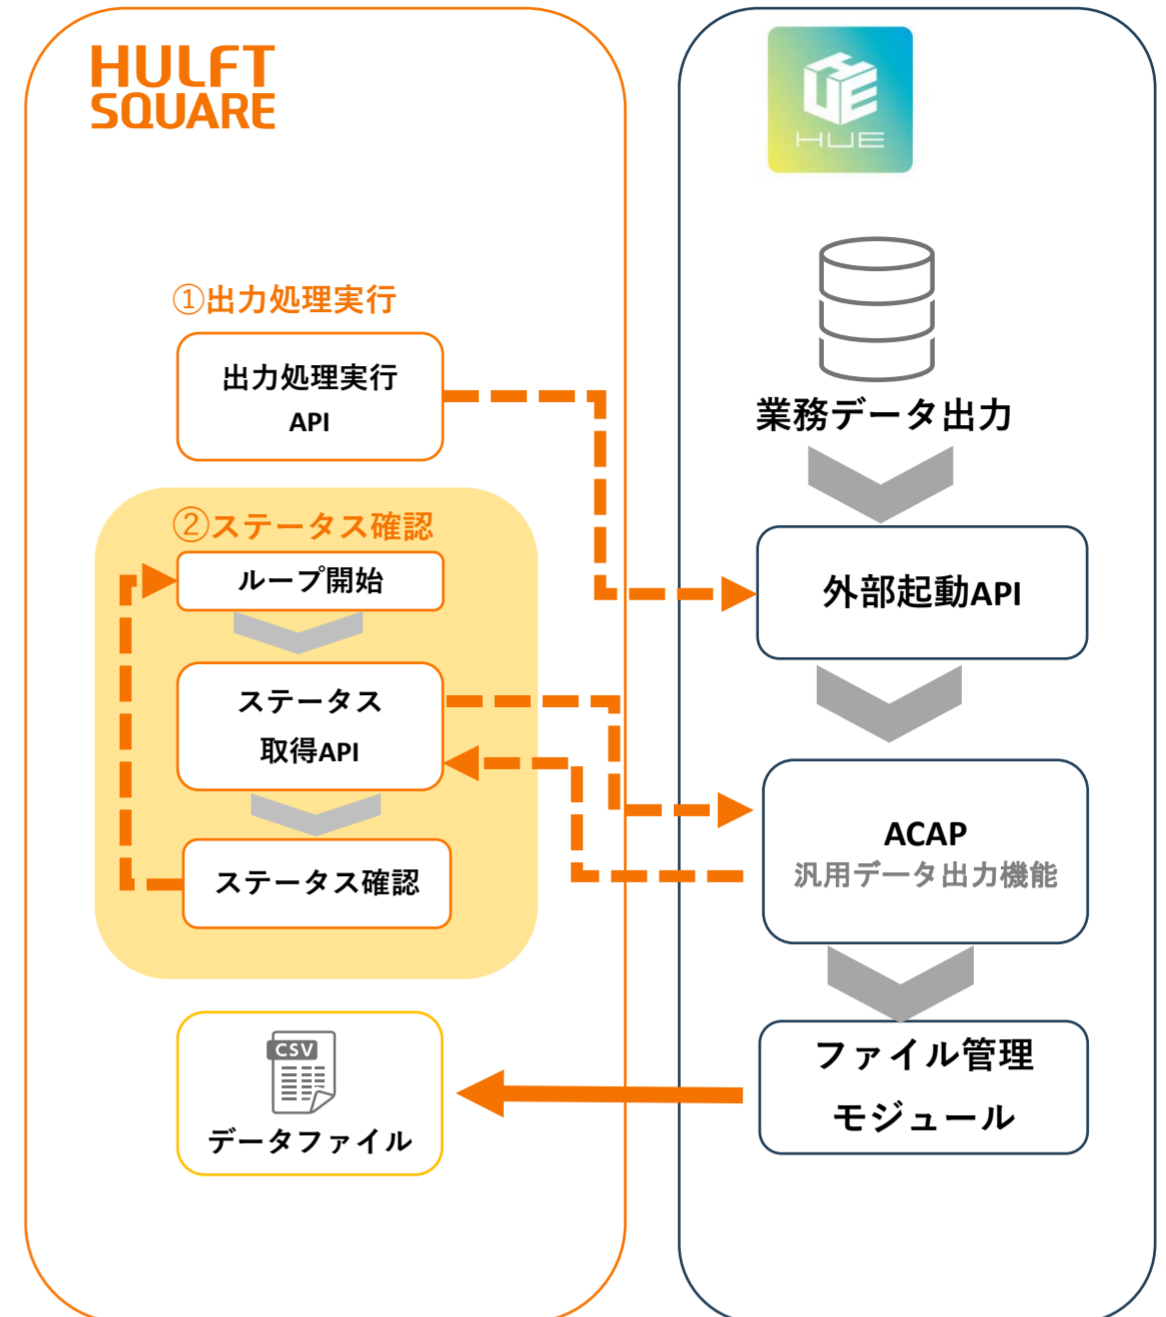 HULFT
SQUARE
①出力処理実行
出力処理実行
API
②ステータス確認
ループ開始
ステータス
取得API
ステータス確認
CSV
データファイル
HUE
HUE
業務データ出力
外部起動API
ACAP
汎用データ出力機能
ファイル管理
モジュール